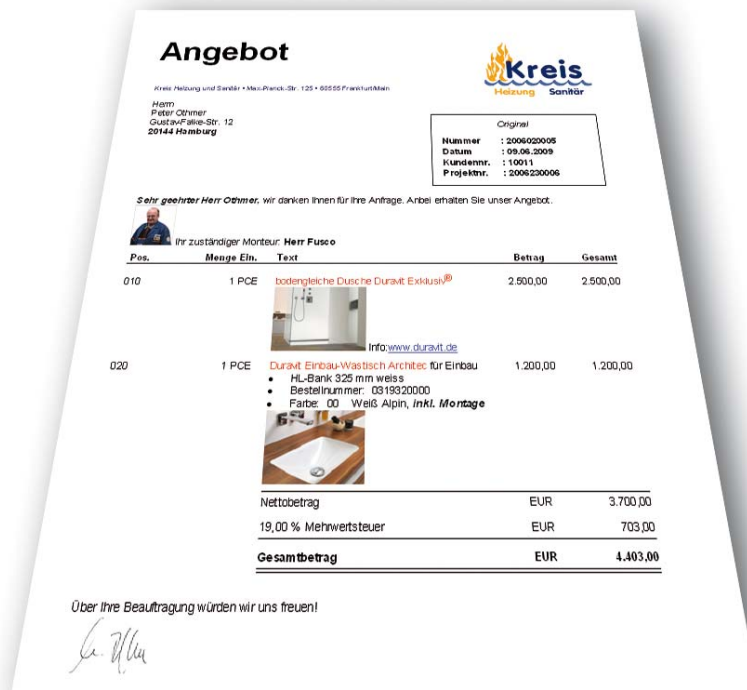 Angebot
Kreis
Heizung Sanitär
Kreis Heizung und Sanitär • Max-Planck-Str. 125 • 60555 Frankfurt/Main
Herrn
Peter Othmer
Gustav-Falke-Str. 12
20144 Hamburg
Original
Nummer : 2006020005
Datum : 09.06.2009
Kundennr. : 10011
Projektnr. : 2006230006
Sehr geehrter Herr Othmer, wir danken Ihnen für Ihre Anfrage. Anbei erhalten Sie unser Angebot.
Ihr zuständiger Monteur: Herr Fusco
Pos. Menge Ein. Text Betrag Gesamt
010 1 PCE bodengleiche Dusche Duravit Exklusiv® 2.500,00 2.500,00
Info:www.duravit.de
020 1 PCE Duravit Einbau-Wastisch Architec für Einbau 1.200,00 1.200,00
• HL-Bank 325 mm weiss
• Bestellnummer: 0319320000
• Farbe: 00 Weiß Alpin, inkl. Montage
Nettobetrag EUR 3.700,00
19,00 % Mehrwertsteuer EUR 703,00
Gesamtbetrag EUR 4.403,00
Über Ihre Beauftragung würden wir uns freuen!